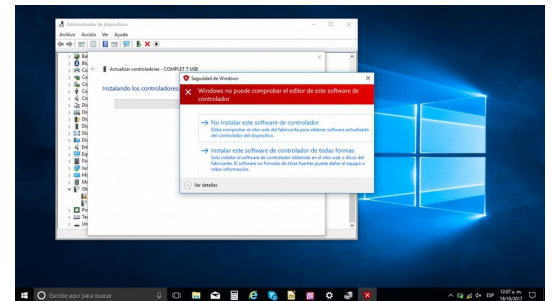 Administrador de dispositivos
Archivo Acción Ver Ayuda
Actualizar controladores - COMPLET T USB
Instalando los controladores
Seguridad de Windows
Windows no puede comprobar el editor de este software de
controlador
No instalar este software de controlador
Debe comprobar el sitio web del fabricante para obtener software actualizado
del controlador del dispositivo.
Instalar este software de controlador de todas formas
Solo instalar el software de controlador obtenido en el sitio web o disco del
fabricante. El software no firmado de otras fuentes puede dañar el equipo o
robar información.
Ver detalles
Escribe aquí para buscar
ESP
12:07 a. m.
18/10/2017